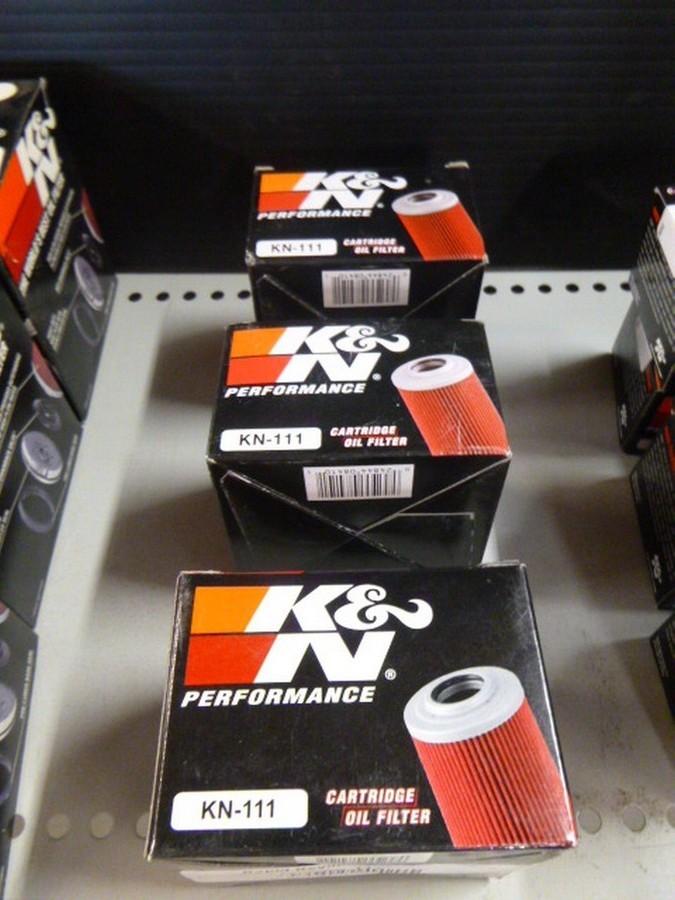 K&N
PERFORMANCE
KN-111
CARTRIDGE
OIL FILTER
K&N
PERFORMANCE
KN-111
CARTRIDGE
OIL FILTER
K&N®
PERFORMANCE
KN-111
CARTRIDGE
OIL FILTER
K&N